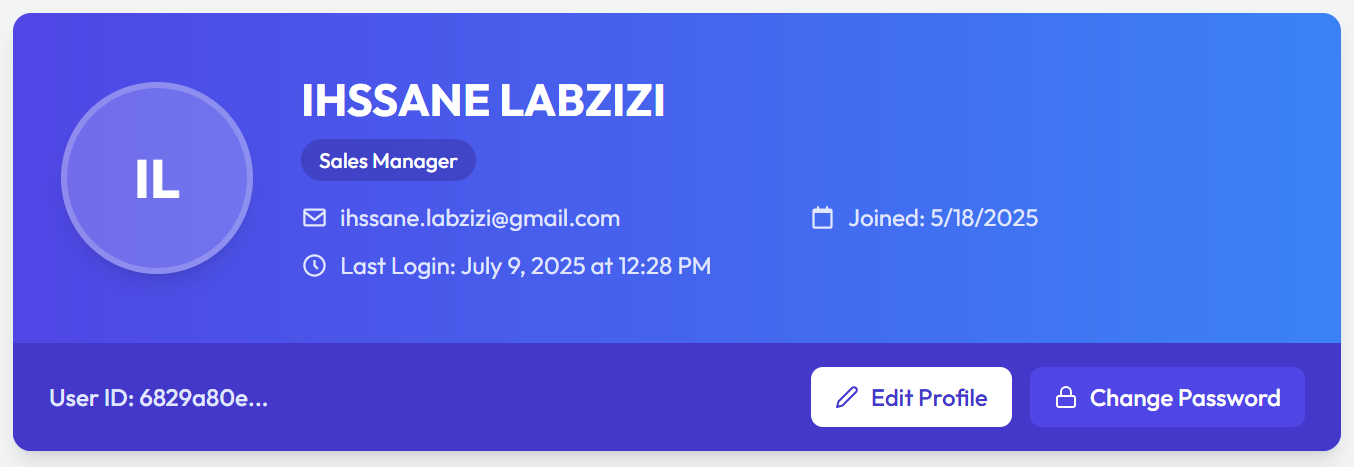 IL
IHSSANE LABZIZI
Sales Manager
ihssane.labzizi@gmail.com
Joined: 5/18/2025
Last Login: July 9, 2025 at 12:28 PM
User ID: 6829a80e...
Edit Profile
Change Password